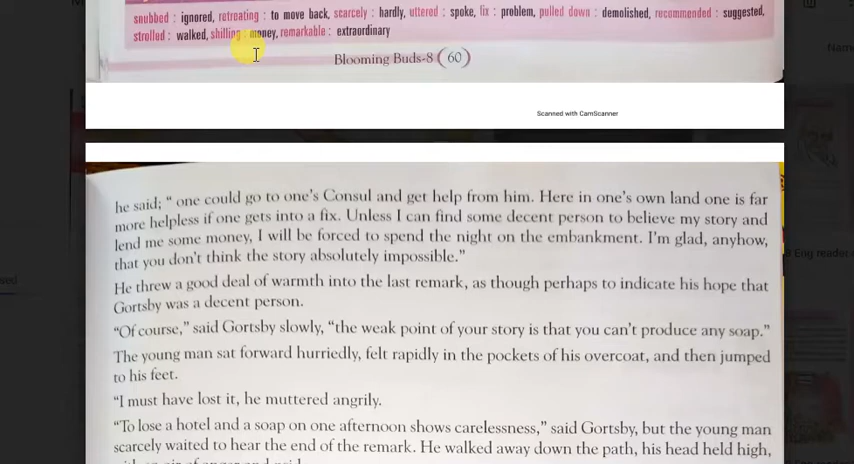 snubbed : ignored, retreating : to move back, scarcely : hardly, uttered : spoke, fix : problem, pulled down : demolished, recommended : suggested,
strolled : walked, shilling : money, remarkable : extraordinary
Blooming Buds-8 ( 60 )
Scanned with CamScanner
he said; “ one could go to one’s Consul and get help from him. Here in one’s own land one is far
more helpless if one gets into a fix. Unless I can find some decent person to believe my story and
lend me some money, I will be forced to spend the night on the embankment. I’m glad, anyhow,
that you don’t think the story absolutely impossible.”
He threw a good deal of warmth into the last remark, as though perhaps to indicate his hope that
Gortsby was a decent person.
“Of course,” said Gortsby slowly, “the weak point of your story is that you can’t produce any soap.”
The young man sat forward hurriedly, felt rapidly in the pockets of his overcoat, and then jumped
to his feet.
“I must have lost it, he muttered angrily.
“To lose a hotel and a soap on one afternoon shows carelessness,” said Gortsby, but the young man
scarcely waited to hear the end of the remark. He walked away down the path, his head held high,
Name
Eng reader